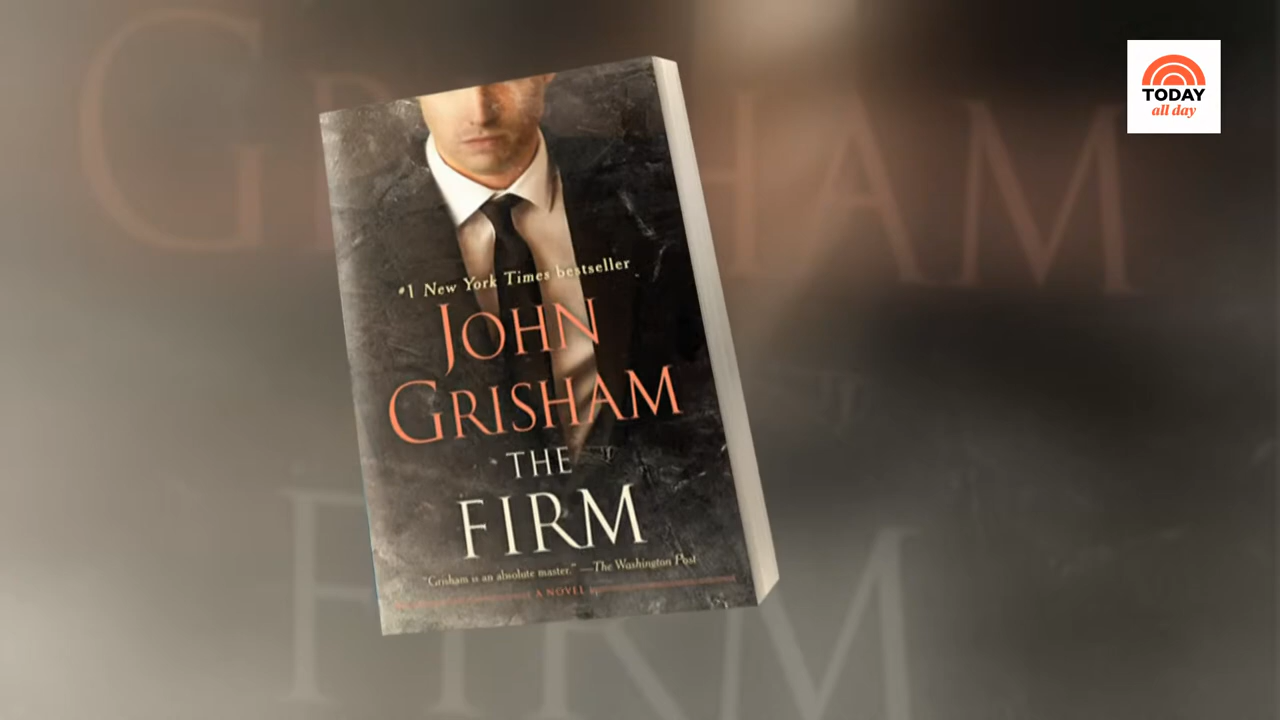 TODAY
all day
#1 New York Times bestseller
JOHN
GRISHAM
THE
FIRM
"Grisham is an absolute master." —The Washington Post
A NOVEL